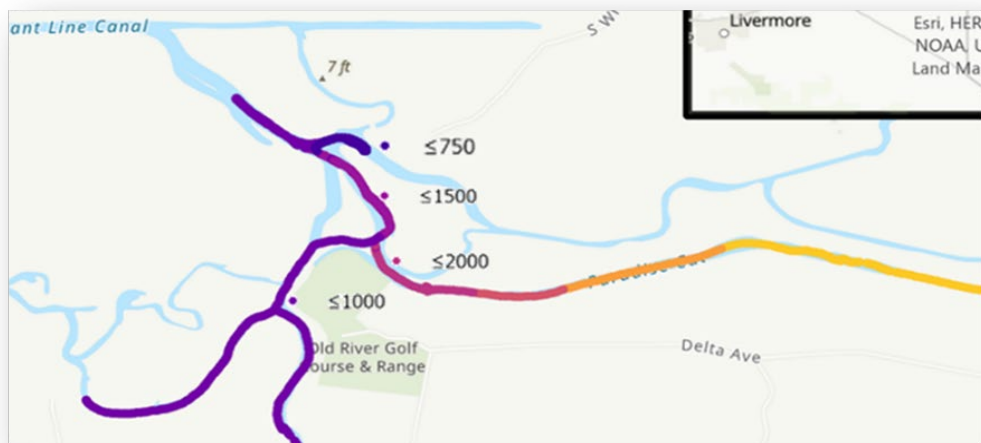 ant Line Canal
S W
Livermore
Esri, HER
NOAA, U
Land Ma
7 ft
≤750
≤1500
≤2000
≤1000
Paradise Cut
Old River Golf
ourse & Range
Delta Ave